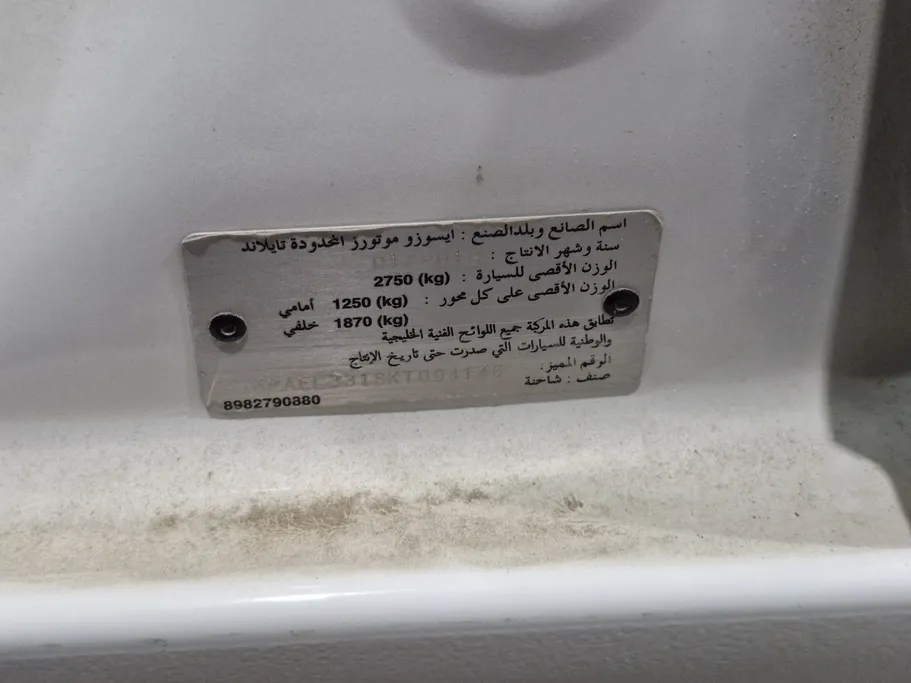 اسم الصانع وبلدالصنع : ايسوزو موتورز المحدودة تايلاند
سنة وشهر الانتاج :
الوزن الأقصى للسيارة : 2750 (kg)
الوزن الأقصى على كل محور : 1250 (kg) أمامي
1870 (kg) خلفي
تطابق هذه المركبة جميع اللوائح الفنية الخليجية
والوطنية للسيارات التي صدرت حتى تاريخ الإنتاج
الرقم المميز :
صنف : شاحنة
8982790880